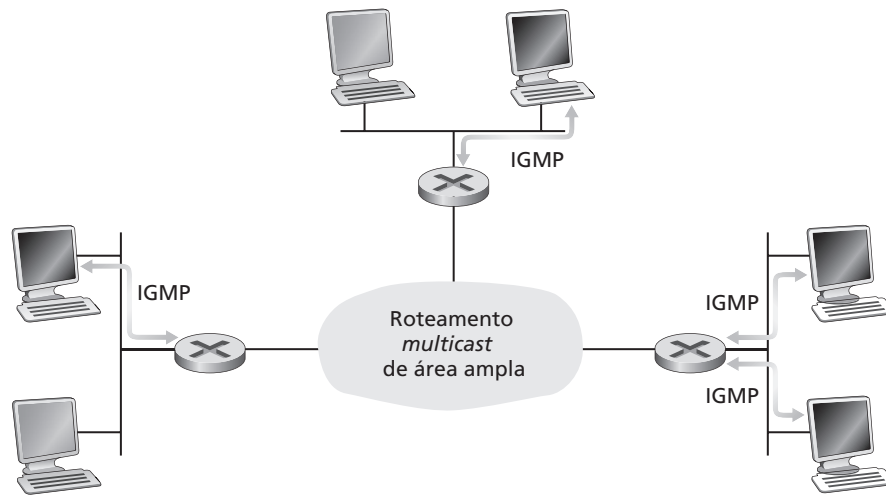 IGMP
IGMP
Roteamento
multicast
de área ampla
IGMP
IGMP